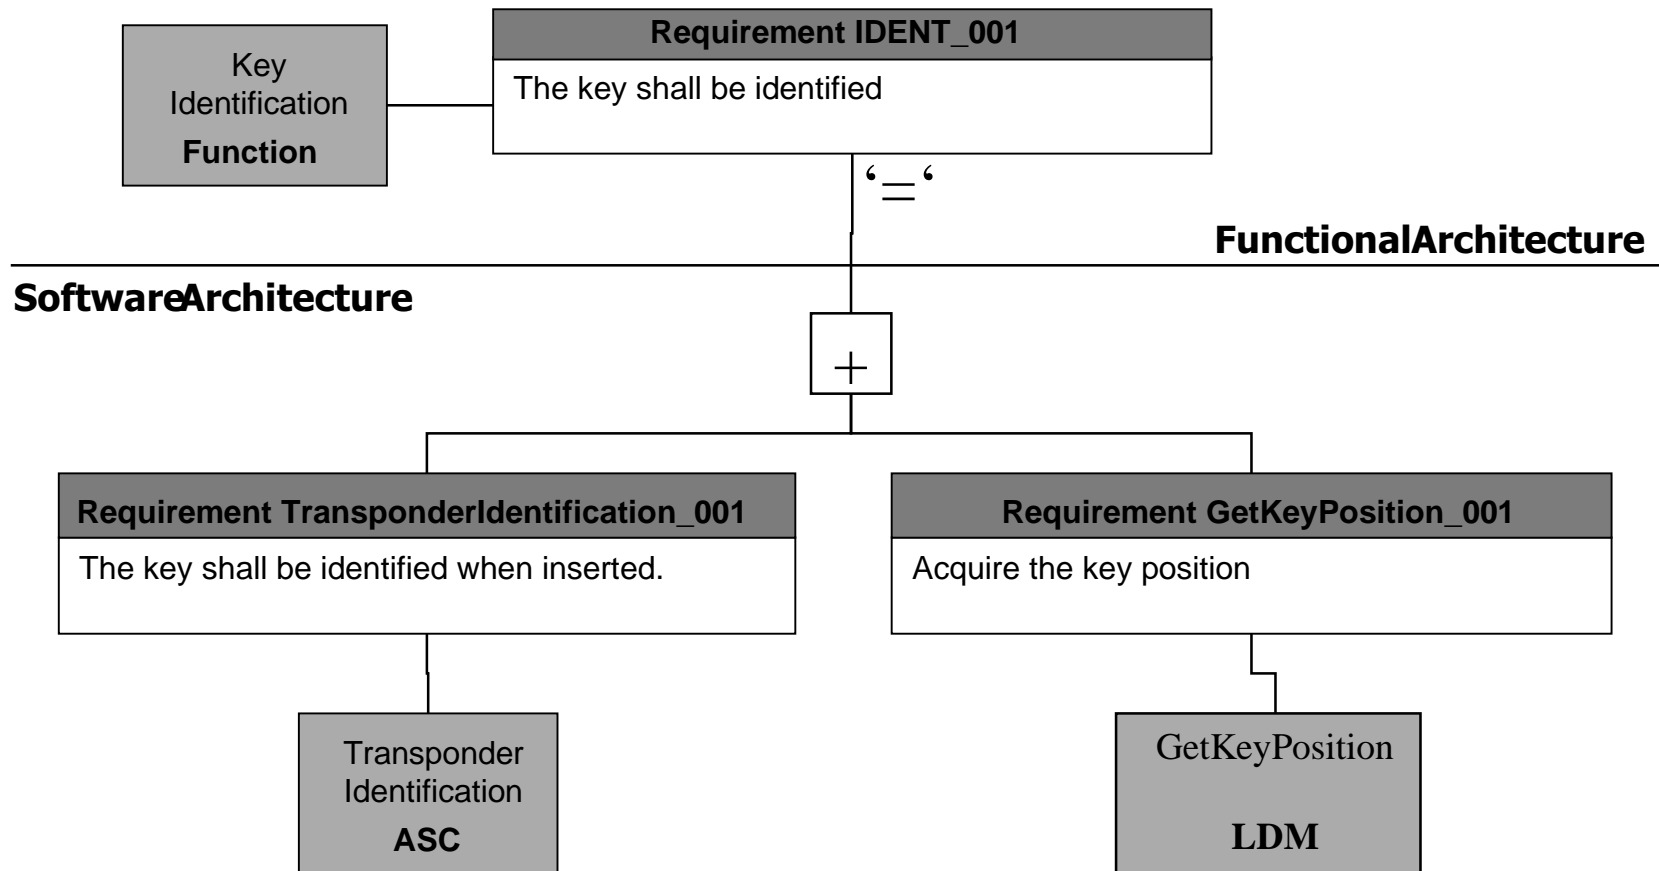 Requirement IDENT_001
Key
Identification
Function
The key shall be identified
‘=‘
FunctionalArchitecture
SoftwareArchitecture
+
Requirement TransponderIdentification_001
The key shall be identified when inserted.
Requirement GetKeyPosition_001
Acquire the key position
Transponder
Identification
ASC
GetKeyPosition
LDM